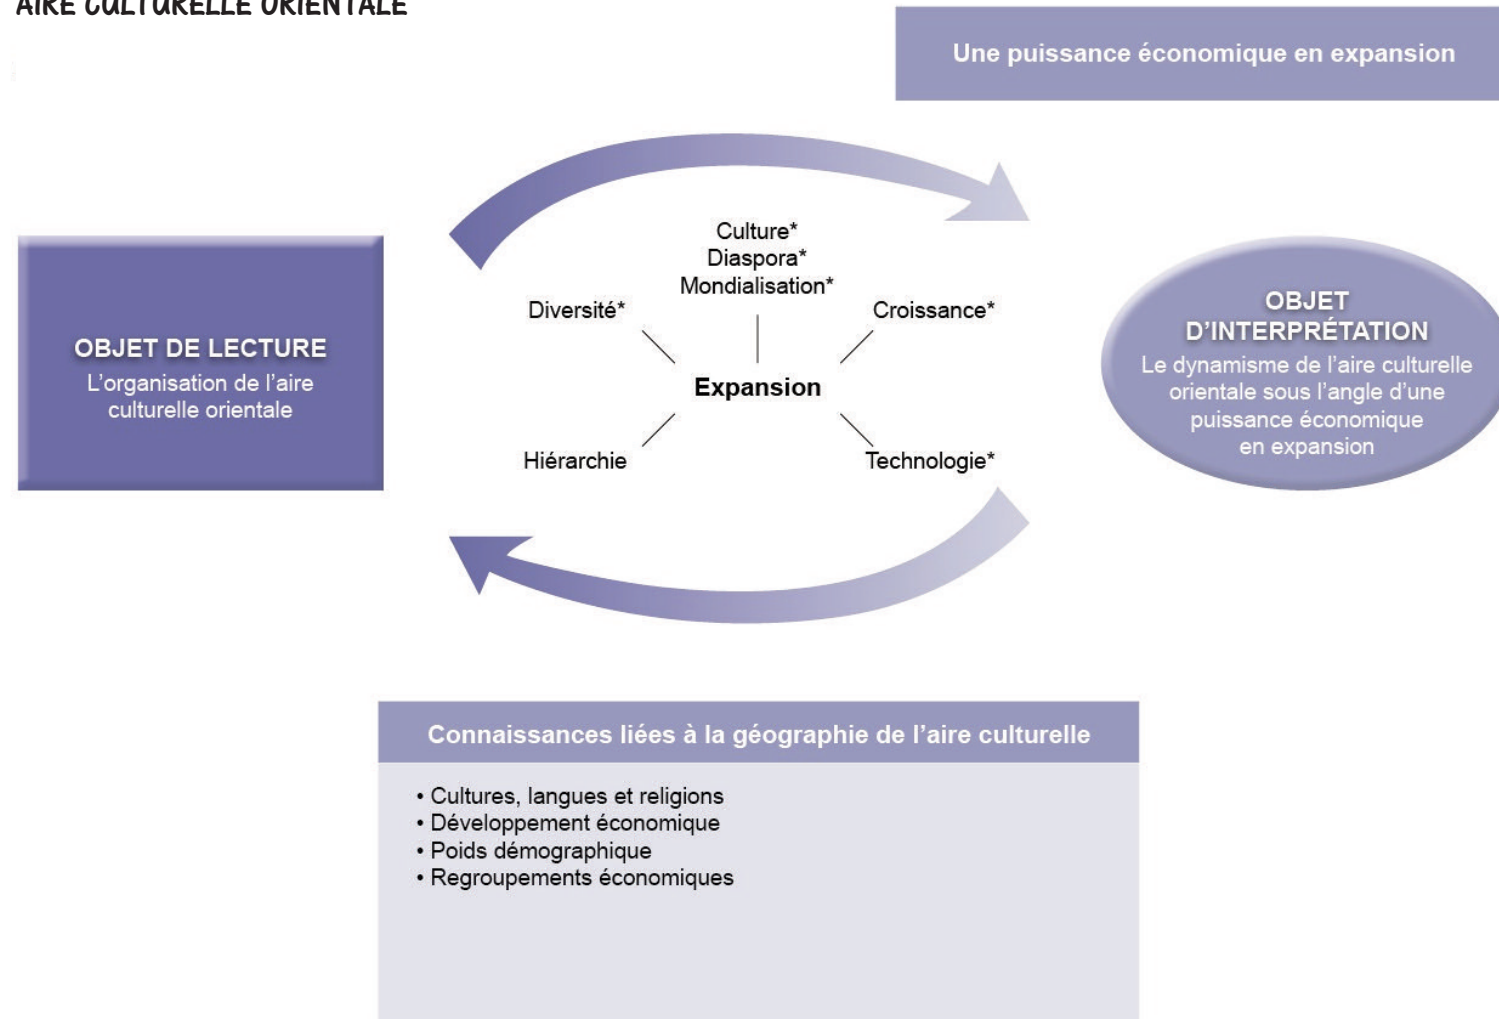 AIRE CULTURELLE ORIENTALE
Une puissance économique en expansion
Culture*
Diaspora*
Mondialisation*
Diversité*
Croissance*
Expansion
Hiérarchie
Technologie*
OBJET DE LECTURE
L'organisation de l'aire
culturelle orientale
OBJET
D'INTERPRÉTATION
Le dynamisme de l'aire culturelle
orientale sous l'angle d'une
puissance économique
en expansion
Connaissances liées à la géographie de l'aire culturelle
• Cultures, langues et religions
• Développement économique
• Poids démographique
• Regroupements économiques